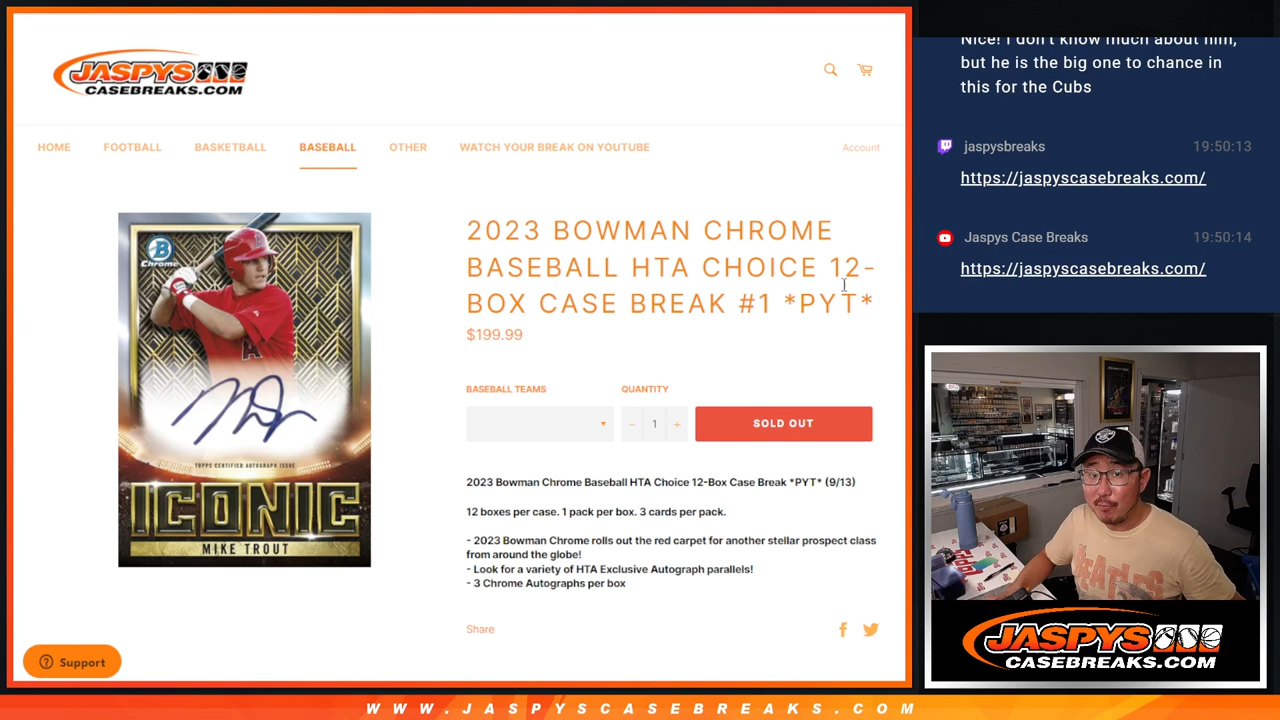 JASPYS
CASEBREAKS.COM
HOME FOOTBALL BASKETBALL BASEBALL OTHER WATCH YOUR BREAK ON YOUTUBE Account
B
Chrome
A
TOPPS CERTIFIED AUTOGRAPH ISSUE
ICONIC
MIKE TROUT
2023 BOWMAN CHROME
BASEBALL HTA CHOICE 12-
BOX CASE BREAK #1 *PYT*
$199.99
BASEBALL TEAMS QUANTITY
− 1 + SOLD OUT
2023 Bowman Chrome Baseball HTA Choice 12-Box Case Break *PYT* (9/13)
12 boxes per case. 1 pack per box. 3 cards per pack.
- 2023 Bowman Chrome rolls out the red carpet for another stellar prospect class
from around the globe!
- Look for a variety of HTA Exclusive Autograph parallels!
- 3 Chrome Autographs per box
Share
Support
Nice! I don't know much about him,
but he is the big one to chance in
this for the Cubs
jaspysbreaks 19:50:13
https://jaspyscasebreaks.com/
Jaspys Case Breaks 19:50:14
https://jaspyscasebreaks.com/
BEATLES
JASPYS
CASEBREAKS.COM
WWW.JASPYSCASEBREAKS.COM